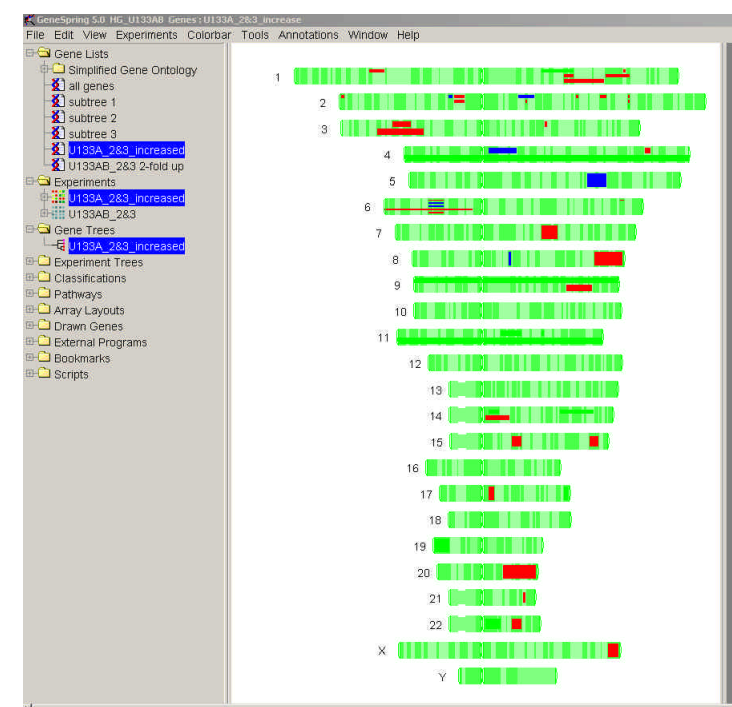 GeneSpring 5.0 HG_U133AB Genes: U133A_2&3_increase
File Edit View Experiments Colorbar Tools Annotations Window Help
Gene Lists
Simplified Gene Ontology
all genes
subtree 1
subtree 2
subtree 3
U133A_2&3_increased
U133AB_2&3 2-fold up
Experiments
U133A_2&3_increased
U133AB_2&3
Gene Trees
U133A_2&3_increased
Experiment Trees
Classifications
Pathways
Array Layouts
Drawn Genes
External Programs
Bookmarks
Scripts
1
2
3
4
5
6
7
8
9
10
11
12
13
14
15
16
17
18
19
20
21
22
X
Y